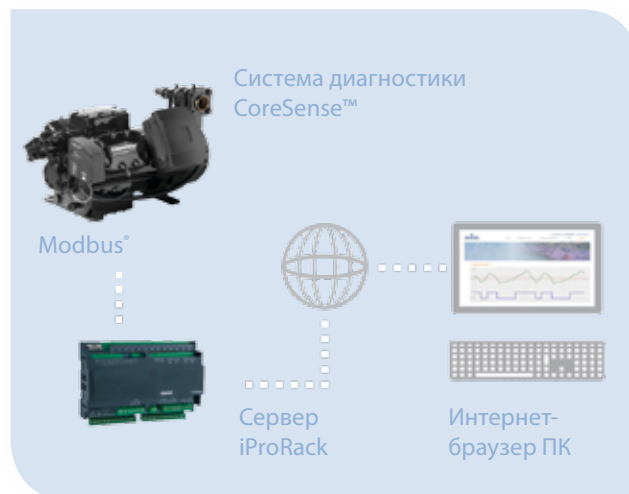 Система диагностики
CoreSense™
Modbus®
Сервер
iProRack
Интернет-
браузер ПК